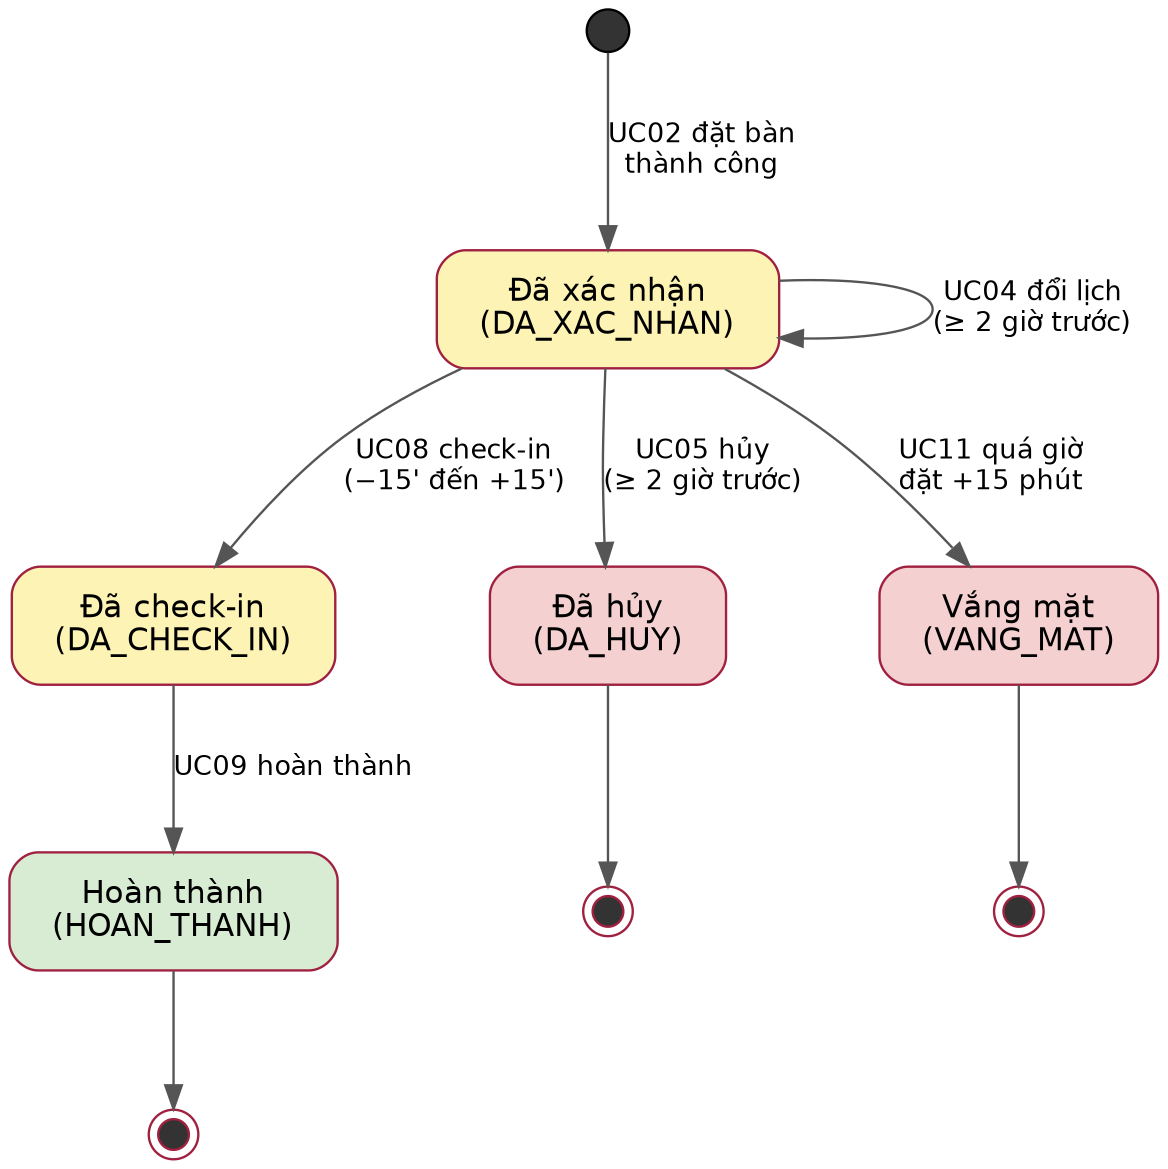 UC02 đặt bàn
thành công
Đã xác nhận
(DA_XAC_NHAN)
UC04 đổi lịch
(≥ 2 giờ trước)
UC08 check-in
(−15' đến +15')
UC05 hủy
(≥ 2 giờ trước)
UC11 quá giờ
đặt +15 phút
Đã check-in
(DA_CHECK_IN)
Đã hủy
(DA_HUY)
Vắng mặt
(VANG_MAT)
UC09 hoàn thành
Hoàn thành
(HOAN_THANH)